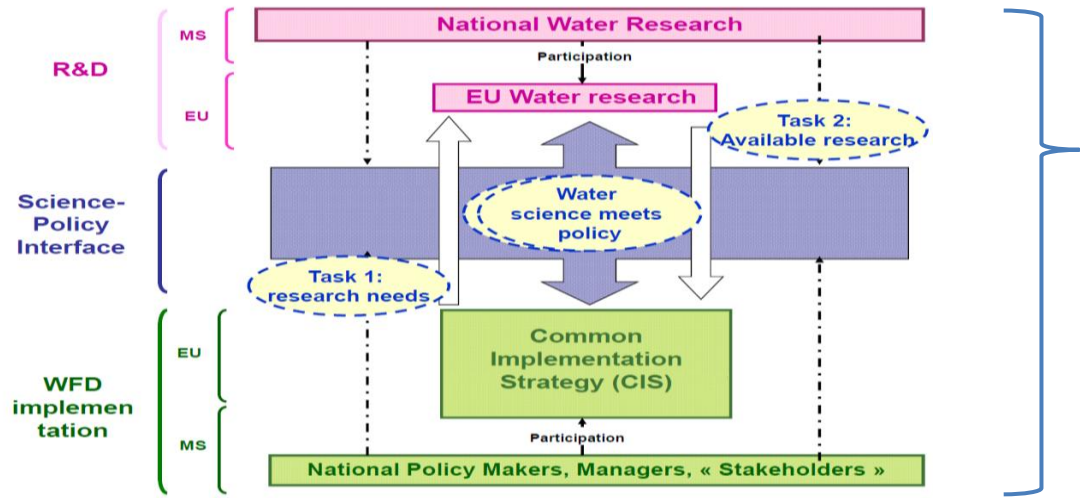 National Water Research
MS
Participation
R&D
EU Water research
EU
Task 2:
Available research
Science-
Policy
Interface
Water
science meets
policy
Task 1:
research needs
Common
Implementation
Strategy (CIS)
EU
WFD
implemen
tation
MS
Participation
National Policy Makers, Managers, « Stakeholders »